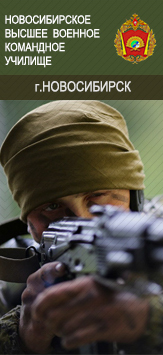 НОВОСИБИРСКОЕ
ВЫСШЕЕ ВОЕННОЕ
КОМАНДНОЕ
УЧИЛИЩЕ
г.НОВОСИБИРСК